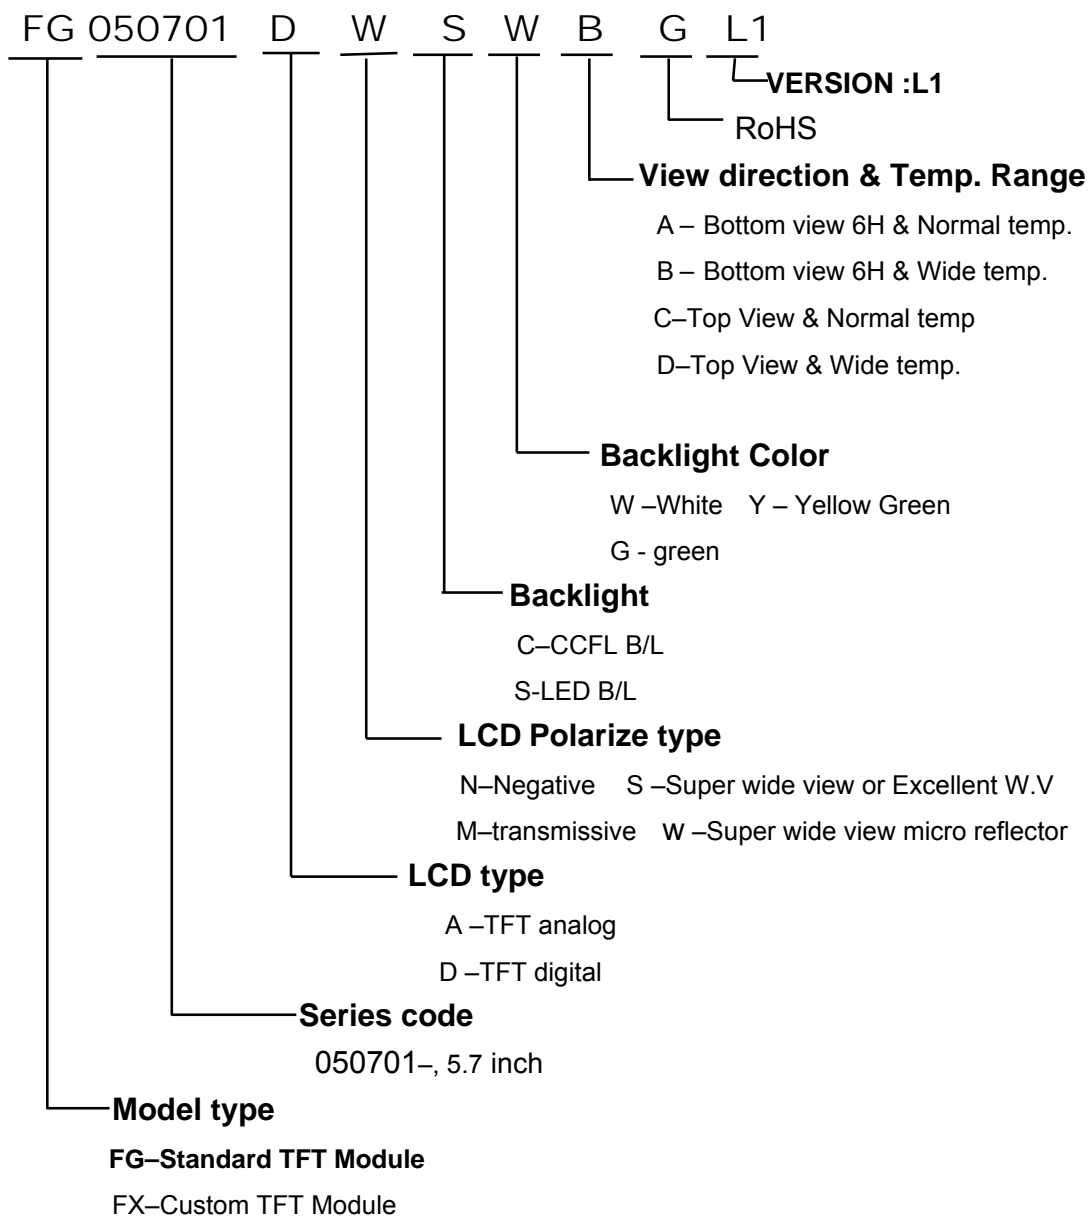 FG 050701 D W S W B G L1
VERSION :L1
RoHS
View direction & Temp. Range
A – Bottom view 6H & Normal temp.
B – Bottom view 6H & Wide temp.
C–Top View & Normal temp
D–Top View & Wide temp.
Backlight Color
W –White Y – Yellow Green
G - green
Backlight
C–CCFL B/L
S-LED B/L
LCD Polarize type
N–Negative S –Super wide view or Excellent W.V
M–transmissive W –Super wide view micro reflector
LCD type
A –TFT analog
D –TFT digital
Series code
050701–, 5.7 inch
Model type
FG–Standard TFT Module
FX–Custom TFT Module